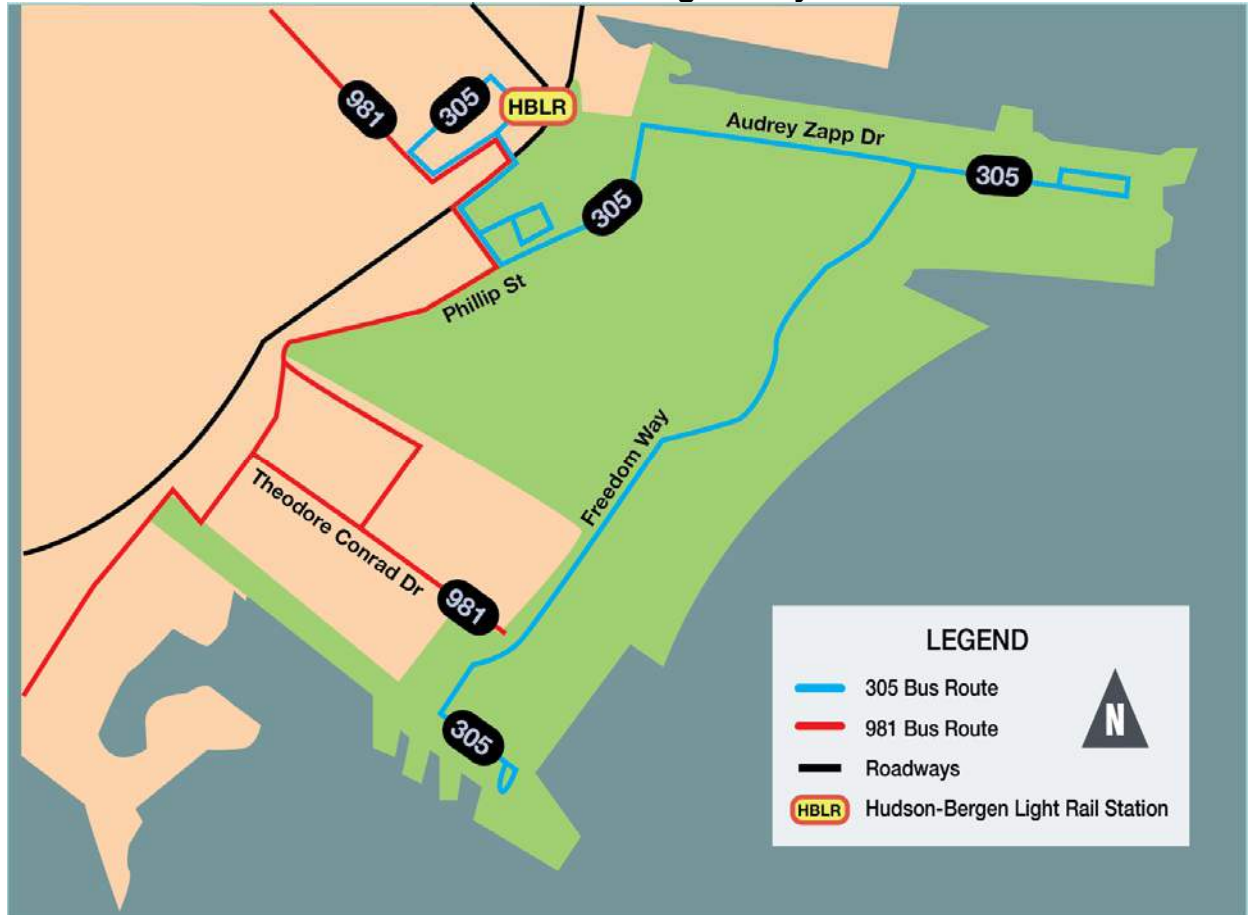 981
305
HBLR
Audrey Zapp Dr
305
305
Phillip St
Freedom Way
Theodore Conrad Dr
981
305
LEGEND
305 Bus Route
981 Bus Route
Roadways
HBLR Hudson-Bergen Light Rail Station
N